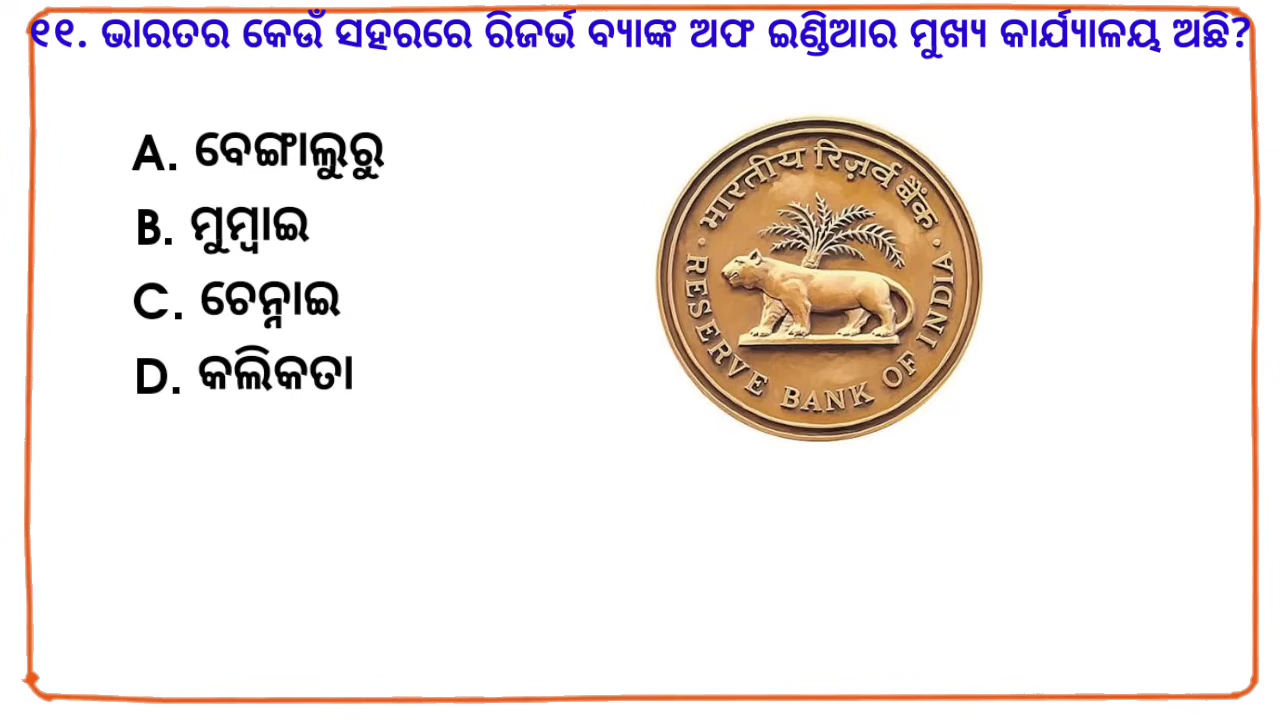 ୧୧. ଭାରତର କେଉଁ ସହରରେ ରିଜର୍ଭ ବ୍ୟାଙ୍କ ଅଫ ଇଣ୍ଡିଆର ମୁଖ୍ୟ କାର୍ଯ୍ୟାଳୟ ଅଛି?
A. ବେଙ୍ଗାଲୁରୁ
B. ମୁମ୍ବାଇ
C. ଚେନ୍ନାଇ
D. କଲିକତା
भारतीय रिज़र्व बैंक
RESERVE BANK OF INDIA